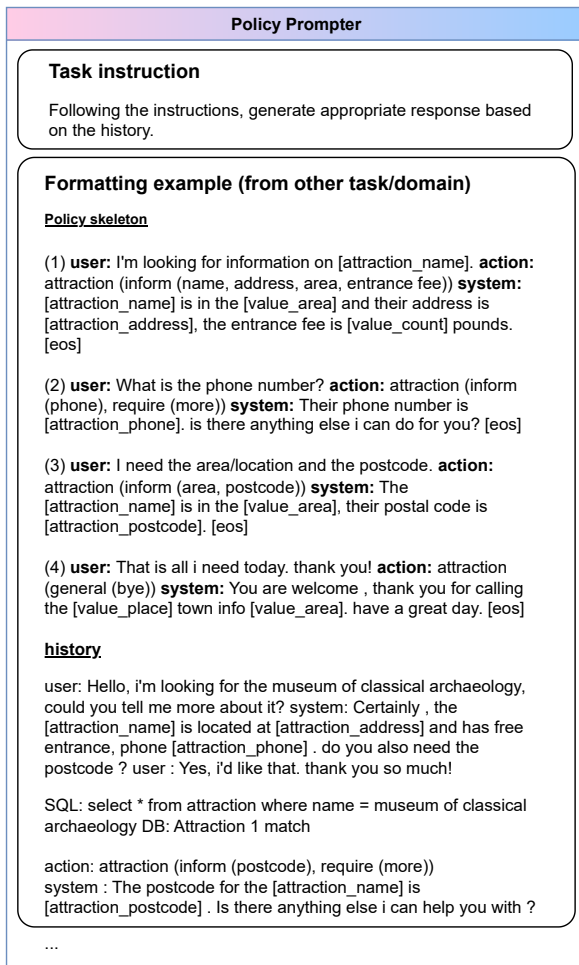 Policy Prompter
Task instruction
Following the instructions, generate appropriate response based
on the history.
Formatting example (from other task/domain)
Policy skeleton
(1) user: I'm looking for information on [attraction_name]. action:
attraction (inform (name, address, area, entrance fee)) system:
[attraction_name] is in the [value_area] and their address is
[attraction_address], the entrance fee is [value_count] pounds.
[eos]
(2) user: What is the phone number? action: attraction (inform
(phone), require (more)) system: Their phone number is
[attraction_phone]. is there anything else i can do for you? [eos]
(3) user: I need the area/location and the postcode. action:
attraction (inform (area, postcode)) system: The
[attraction_name] is in the [value_area], their postal code is
[attraction_postcode]. [eos]
(4) user: That is all i need today. thank you! action: attraction
(general (bye)) system: You are welcome , thank you for calling
the [value_place] town info [value_area]. have a great day. [eos]
history
user: Hello, i'm looking for the museum of classical archaeology,
could you tell me more about it? system: Certainly , the
[attraction_name] is located at [attraction_address] and has free
entrance, phone [attraction_phone] . do you also need the
postcode ? user : Yes, i'd like that. thank you so much!
SQL: select * from attraction where name = museum of classical
archaeology DB: Attraction 1 match
action: attraction (inform (postcode), require (more))
system : The postcode for the [attraction_name] is
[attraction_postcode] . Is there anything else i can help you with ?
...